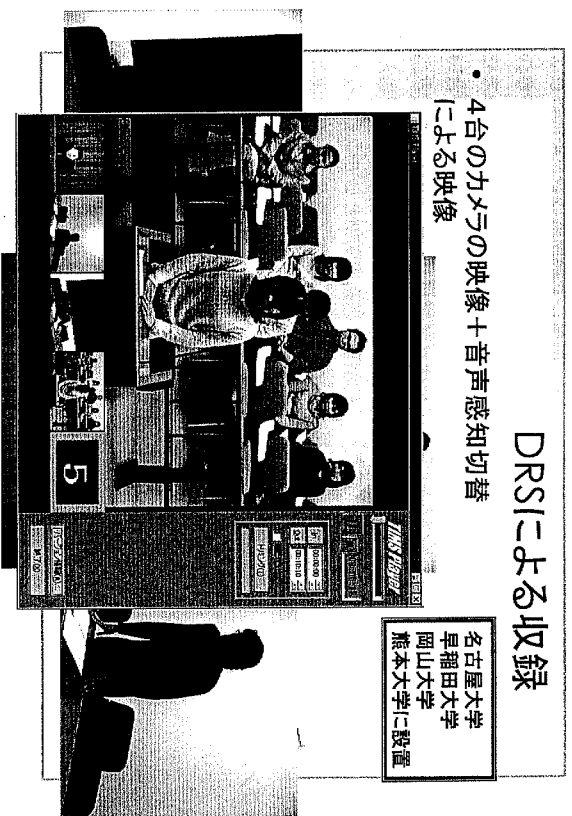 DRSによる収録
• 4台のカメラの映像＋音声感知切替
による映像
名古屋大学
早稲田大学
岡山大学
熊本大学に設置
5